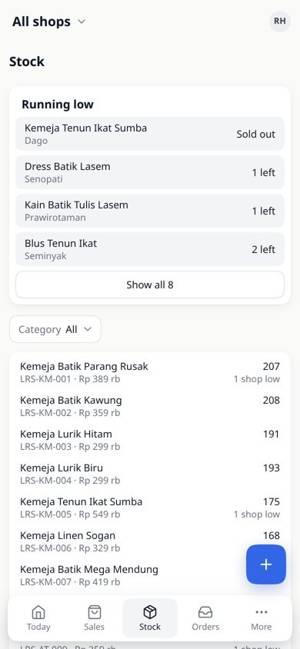 All shops
RH
Stock
Running low
Kemeja Tenun Ikat Sumba
Dago
Sold out
Dress Batik Lasem
Senopati
1 left
Kain Batik Tulis Lasem
Prawirotaman
1 left
Blus Tenun Ikat
Seminyak
2 left
Show all 8
Category All
Kemeja Batik Parang Rusak 207
LRS-KM-001 · Rp 389 rb 1 shop low
Kemeja Batik Kawung 208
LRS-KM-002 · Rp 359 rb
Kemeja Lurik Hitam 191
LRS-KM-003 · Rp 299 rb
Kemeja Lurik Biru 193
LRS-KM-004 · Rp 299 rb
Kemeja Tenun Ikat Sumba 175
LRS-KM-005 · Rp 549 rb 1 shop low
Kemeja Linen Sogan 168
LRS-KM-006 · Rp 329 rb
Kemeja Batik Mega Mendung
LRS-KM-007 · Rp 419 rb
Today
Sales
Stock
Orders
More